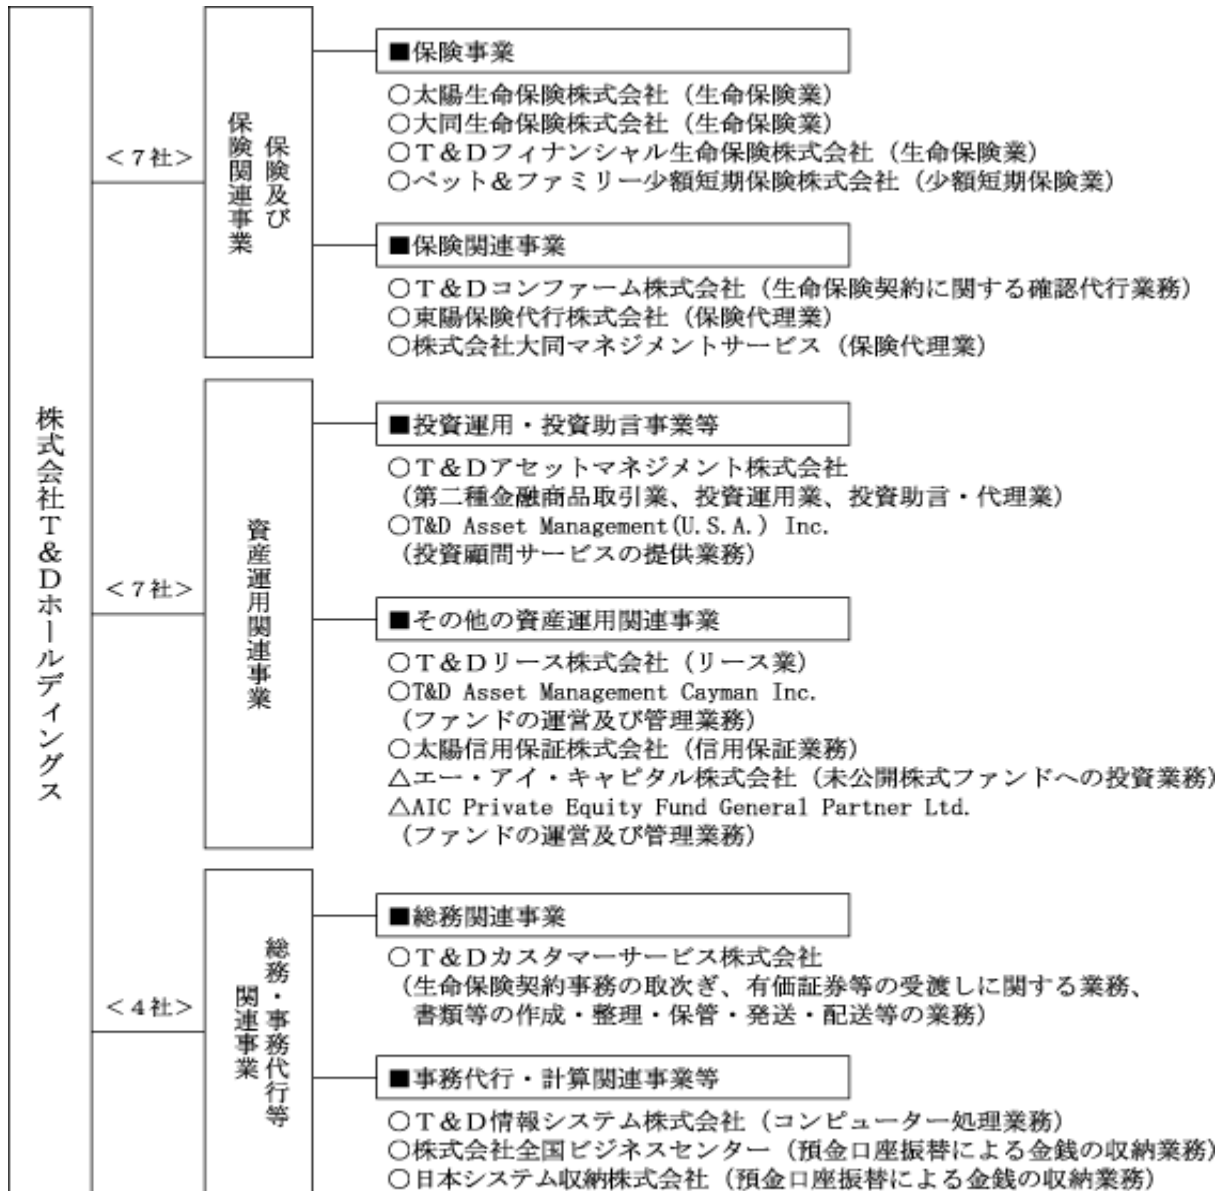 株式会社T&Dホールディングス
<7社>
保険及び
保険関連事業
■保険事業
○太陽生命保険株式会社(生命保険業)
○大同生命保険株式会社(生命保険業)
○T&Dフィナンシャル生命保険株式会社(生命保険業)
○ペット&ファミリー少額短期保険株式会社(少額短期保険業)
■保険関連事業
○T&Dコンファーム株式会社(生命保険契約に関する確認代行業務)
○東陽保険代行株式会社(保険代理業)
○株式会社大同マネジメントサービス(保険代理業)
<7社>
資産運用関連事業
■投資運用・投資助言事業等
○T&Dアセットマネジメント株式会社
(第二種金融商品取引業、投資運用業、投資助言・代理業)
○T&D Asset Management(U.S.A.) Inc.
(投資顧問サービスの提供業務)
■その他の資産運用関連事業
○T&Dリース株式会社(リース業)
○T&D Asset Management Cayman Inc.
(ファンドの運営及び管理業務)
○太陽信用保証株式会社(信用保証業務)
△エー・アイ・キャピタル株式会社(未公開株式ファンドへの投資業務)
△AIC Private Equity Fund General Partner Ltd.
(ファンドの運営及び管理業務)
<4社>
総務・事務代行等
関連事業
■総務関連事業
○T&Dカスタマーサービス株式会社
(生命保険契約事務の取次ぎ、有価証券等の受渡しに関する業務、
書類等の作成・整理・保管・発送・配送等の業務)
■事務代行・計算関連事業等
○T&D情報システム株式会社(コンピューター処理業務)
○株式会社全国ビジネスセンター(預金口座振替による金銭の収納業務)
○日本システム収納株式会社(預金口座振替による金銭の収納業務)